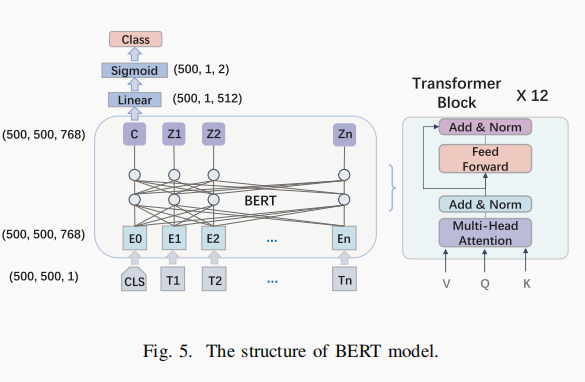 Class
Sigmoid (500, 1, 2)
Linear (500, 1, 512)
(500, 500, 768) C Z1 Z2 Zn
BERT
(500, 500, 768) E0 E1 E2 ... En
(500, 500, 1) CLS T1 T2 ... Tn
Transformer
Block
X 12
Add & Norm
Feed
Forward
Add & Norm
Multi-Head
Attention
V Q K
Fig. 5. The structure of BERT model.